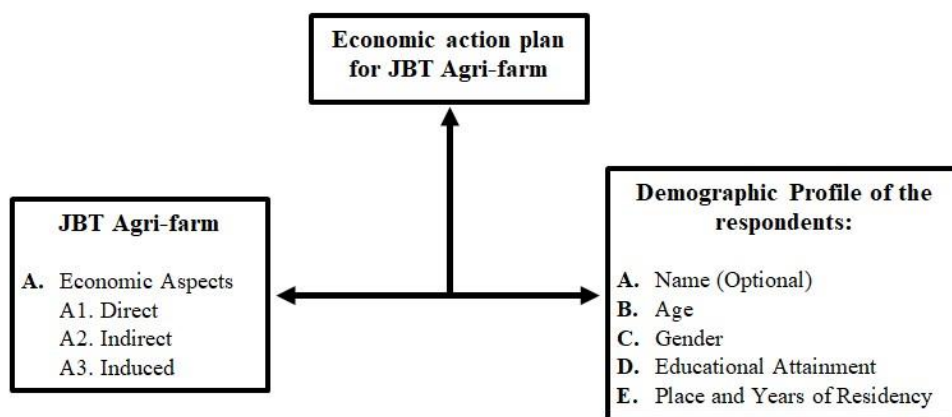 Economic action plan
for JBT Agri-farm
JBT Agri-farm
A. Economic Aspects
A1. Direct
A2. Indirect
A3. Induced
Demographic Profile of the
respondents:
A. Name (Optional)
B. Age
C. Gender
D. Educational Attainment
E. Place and Years of Residency